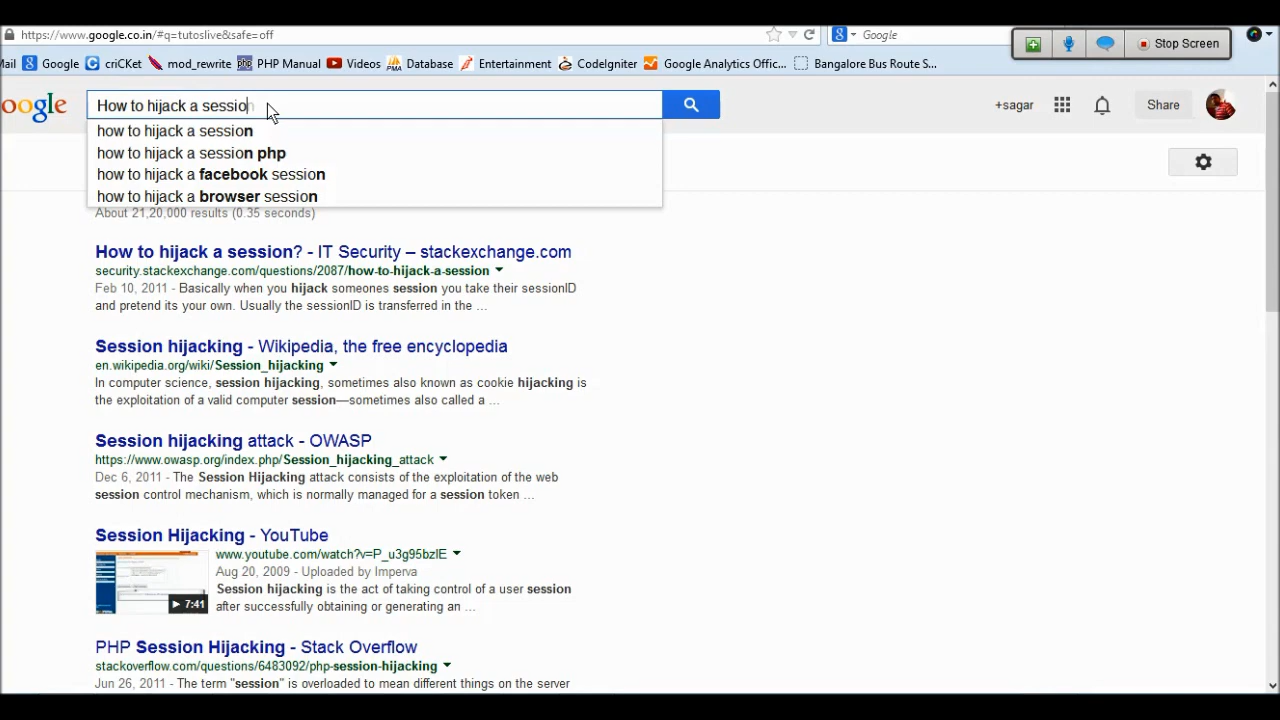 https://www.google.co.in/#q=tutoslive&safe=off
Google
Stop Screen
Mail Google criCKet mod_rewrite PHP Manual Videos Database Entertainment CodeIgniter Google Analytics Offic... Bangalore Bus Route S...
oogle How to hijack a session +sagar Share
how to hijack a session
how to hijack a session php
how to hijack a facebook session
how to hijack a browser session
About 21,20,000 results (0.35 seconds)
How to hijack a session? - IT Security – stackexchange.com
security.stackexchange.com/questions/2087/how-to-hijack-a-session
Feb 10, 2011 - Basically when you hijack someones session you take their sessionID
and pretend its your own. Usually the sessionID is transferred in the ...
Session hijacking - Wikipedia, the free encyclopedia
en.wikipedia.org/wiki/Session_hijacking
In computer science, session hijacking, sometimes also known as cookie hijacking is
the exploitation of a valid computer session—sometimes also called a ...
Session hijacking attack - OWASP
https://www.owasp.org/index.php/Session_hijacking_attack
Dec 6, 2011 - The Session Hijacking attack consists of the exploitation of the web
session control mechanism, which is normally managed for a session token ...
Session Hijacking - YouTube
www.youtube.com/watch?v=P_u3g95bzlE
Aug 20, 2009 - Uploaded by Imperva
Session hijacking is the act of taking control of a user session
after successfully obtaining or generating an ...
7:41
PHP Session Hijacking - Stack Overflow
stackoverflow.com/questions/6483092/php-session-hijacking
Jun 26, 2011 - The term "session" is overloaded to mean different things on the server